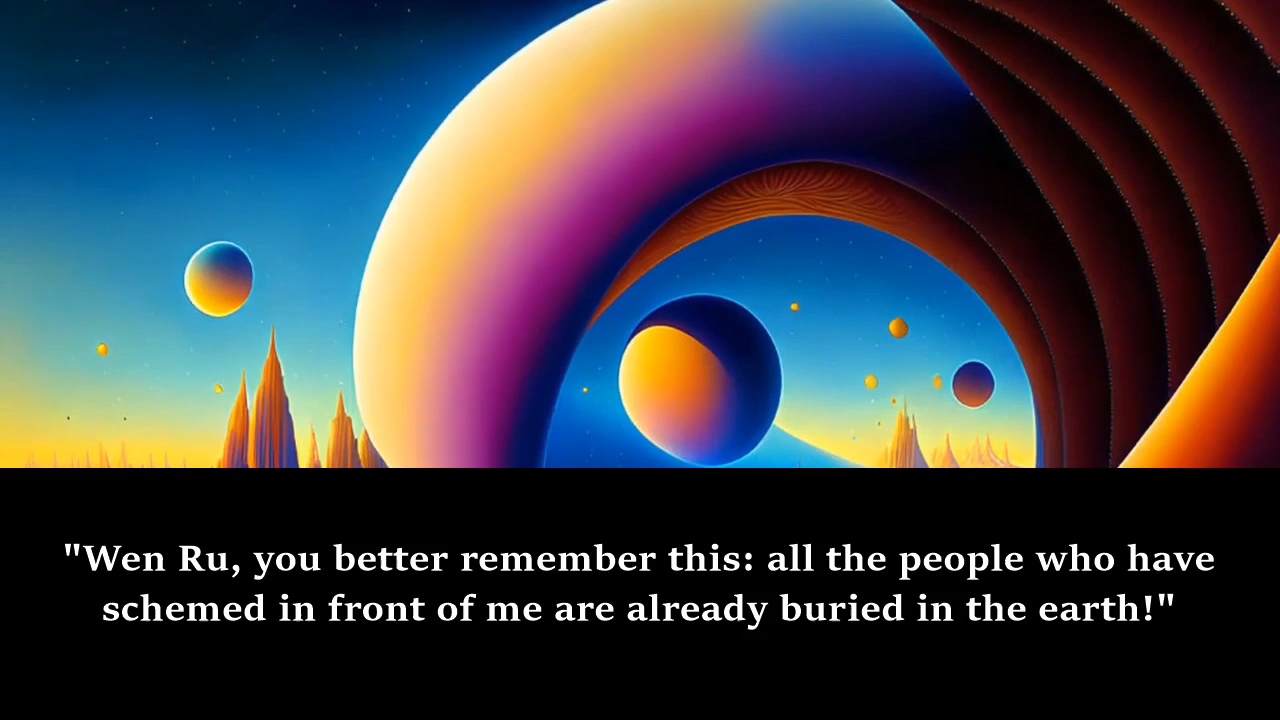 "Wen Ru, you better remember this: all the people who have
schemed in front of me are already buried in the earth!"